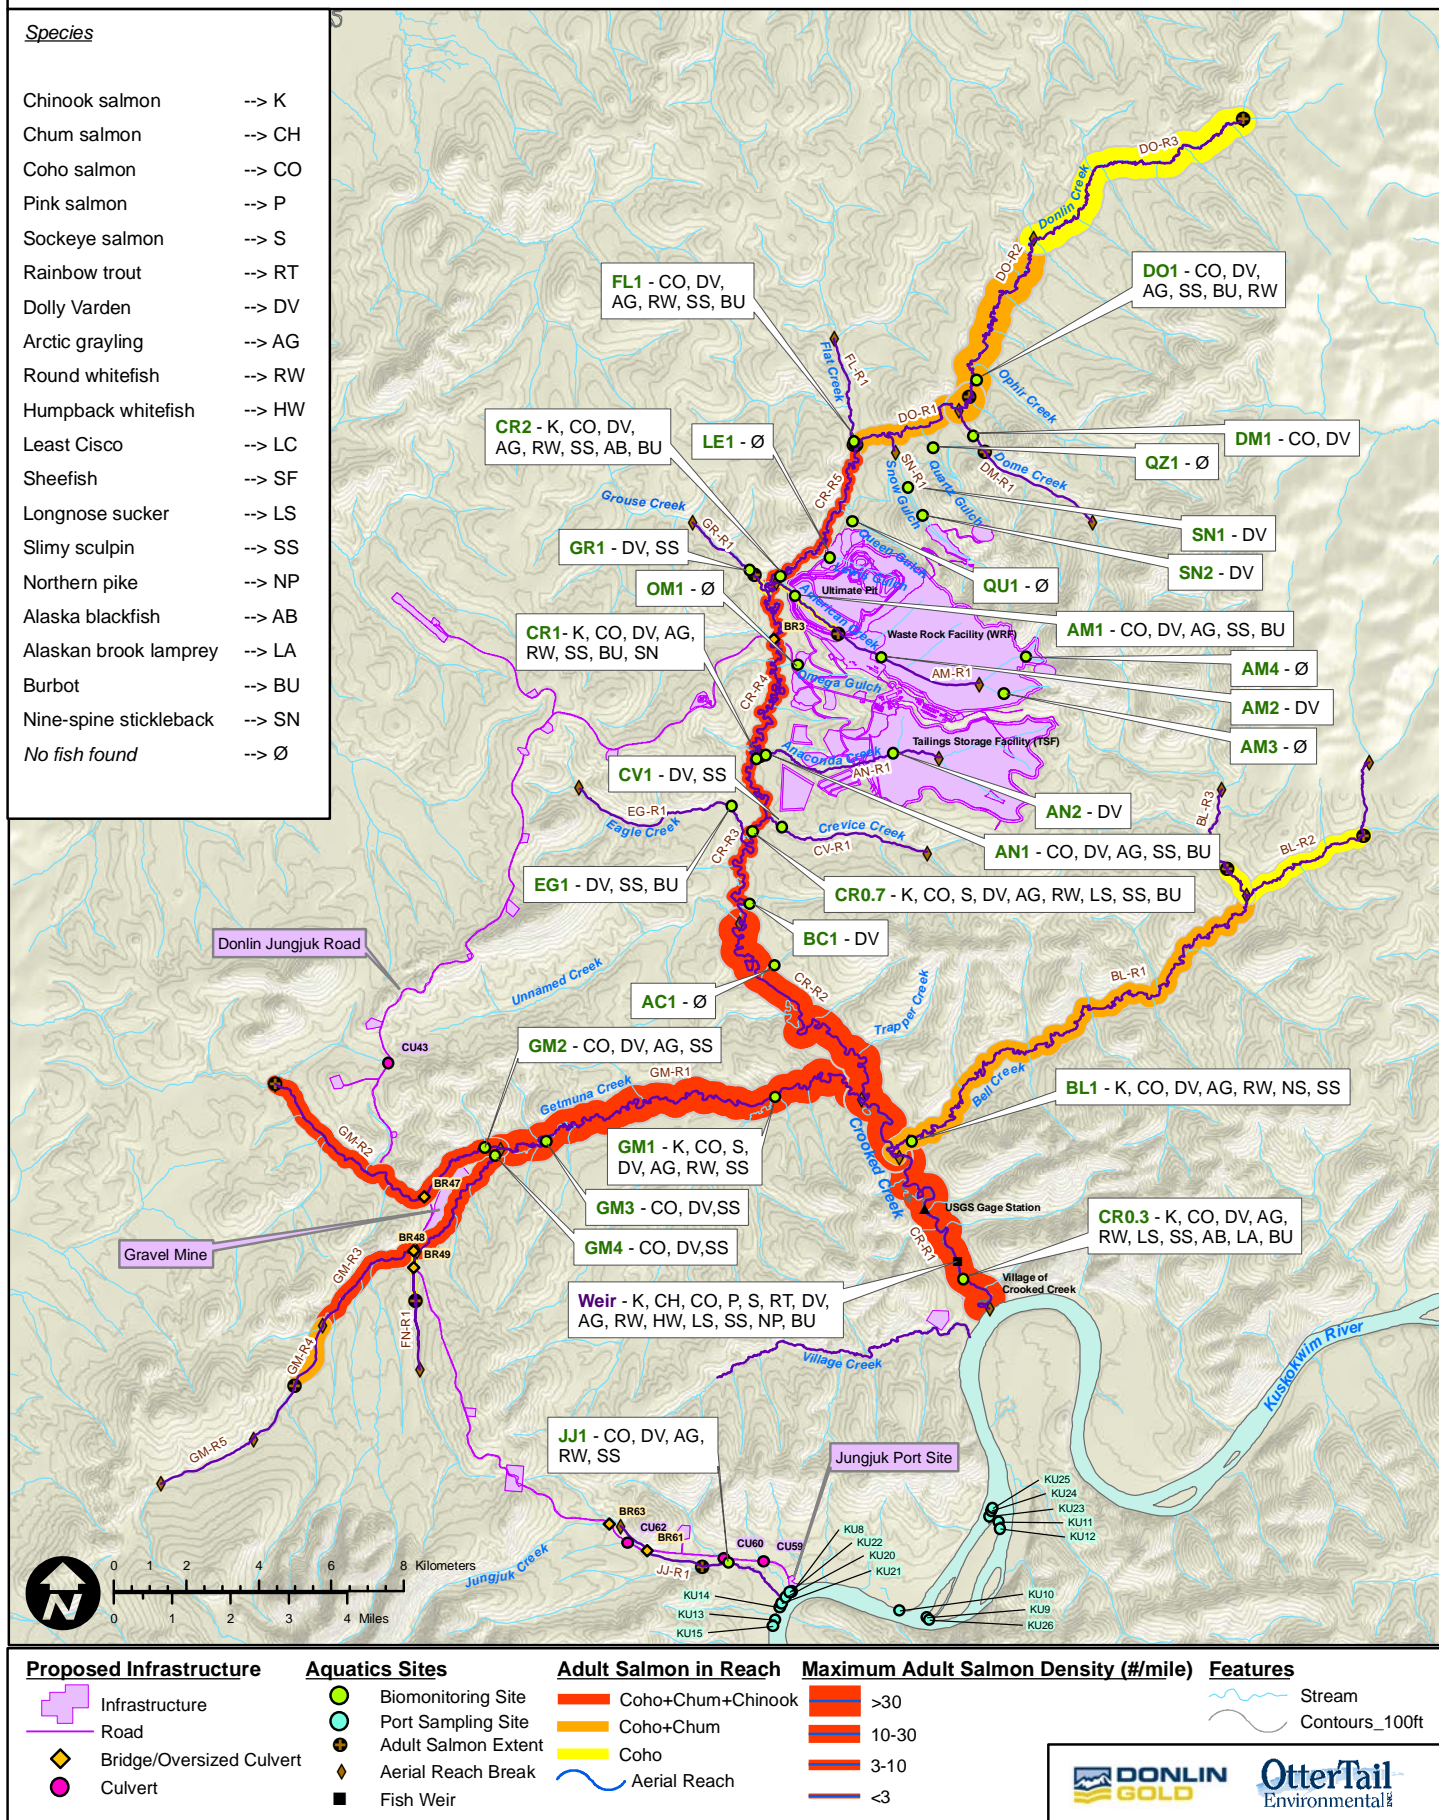 Species
Chinook salmon --> K
Chum salmon --> CH
Coho salmon --> CO
Pink salmon --> P
Sockeye salmon --> S
Rainbow trout --> RT
Dolly Varden --> DV
Arctic grayling --> AG
Round whitefish --> RW
Humpback whitefish --> HW
Least Cisco --> LC
Sheefish --> SF
Longnose sucker --> LS
Slimy sculpin --> SS
Northern pike --> NP
Alaska blackfish --> AB
Alaskan brook lamprey --> LA
Burbot --> BU
Nine-spine stickleback --> SN
No fish found --> Ø
DO-R3
Donlin Creek
DO-R2
DO1 - CO, DV,
AG, SS, BU, RW
FL1 - CO, DV,
AG, RW, SS, BU
FL-R1
Flat Creek
Ophir Creek
DO-R1
CR2 - K, CO, DV,
AG, RW, SS, AB, BU
LE1 - Ø
DM1 - CO, DV
QZ1 - Ø
Dome Creek
DM-R1
SN-R1
Snow Gulch
Quartz Gulch
CR-R5
Grouse Creek
GR-R1
SN1 - DV
SN2 - DV
GR1 - DV, SS
Queen Gulch
Lewis Gulch
QU1 - Ø
OM1 - Ø
Ultimate Pit
American Creek
AM1 - CO, DV, AG, SS, BU
CR1- K, CO, DV, AG,
RW, SS, BU, SN
BR3
Waste Rock Facility (WRF)
AM4 - Ø
AM-R1
Omega Gulch
CR-R4
AM2 - DV
AM3 - Ø
Tailings Storage Facility (TSF)
Anaconda Creek
AN-R1
CV1 - DV, SS
AN2 - DV
EG-R1
Eagle Creek
Crevice Creek
CV-R1
CR-R3
AN1 - CO, DV, AG, SS, BU
BL-R3
BL-R2
EG1 - DV, SS, BU
CR0.7 - K, CO, S, DV, AG, RW, LS, SS, BU
BC1 - DV
Donlin Jungjuk Road
Unnamed Creek
AC1 - Ø
CR-R2
Trapper Creek
BL-R1
CU43
GM2 - CO, DV, AG, SS
GM-R1
Getmuna Creek
Bell Creek
BL1 - K, CO, DV, AG, RW, NS, SS
GM-R2
GM1 - K, CO, S,
DV, AG, RW, SS
Crooked Creek
BR47
GM3 - CO, DV,SS
USGS Gage Station
CR0.3 - K, CO, DV, AG,
RW, LS, SS, AB, LA, BU
GM4 - CO, DV,SS
Gravel Mine
BR48
BR49
GM-R3
CR-R1
Village of
Crooked Creek
Weir - K, CH, CO, P, S, RT, DV,
AG, RW, HW, LS, SS, NP, BU
FN-R1
GM-R4
Village Creek
Kuskokwim River
GM-R5
JJ1 - CO, DV, AG,
RW, SS
Jungjuk Port Site
KU25
KU24
KU23
KU11
KU12
BR63
CU62
BR61
CU60
CU59
KU8
KU22
KU20
KU21
Jungjuk Creek
JJ-R1
KU14
KU13
KU15
KU10
KU9
KU26
N
0 1 2 4 6 8 Kilometers
0 1 2 3 4 Miles
Proposed Infrastructure
Infrastructure
Road
Bridge/Oversized Culvert
Culvert
Aquatics Sites
Biomonitoring Site
Port Sampling Site
Adult Salmon Extent
Aerial Reach Break
Fish Weir
Adult Salmon in Reach
Coho+Chum+Chinook
Coho+Chum
Coho
Aerial Reach
Maximum Adult Salmon Density (#/mile)
>30
10-30
3-10
<3
Features
Stream
Contours_100ft
DONLIN
GOLD
OtterTail
Environmental INC.